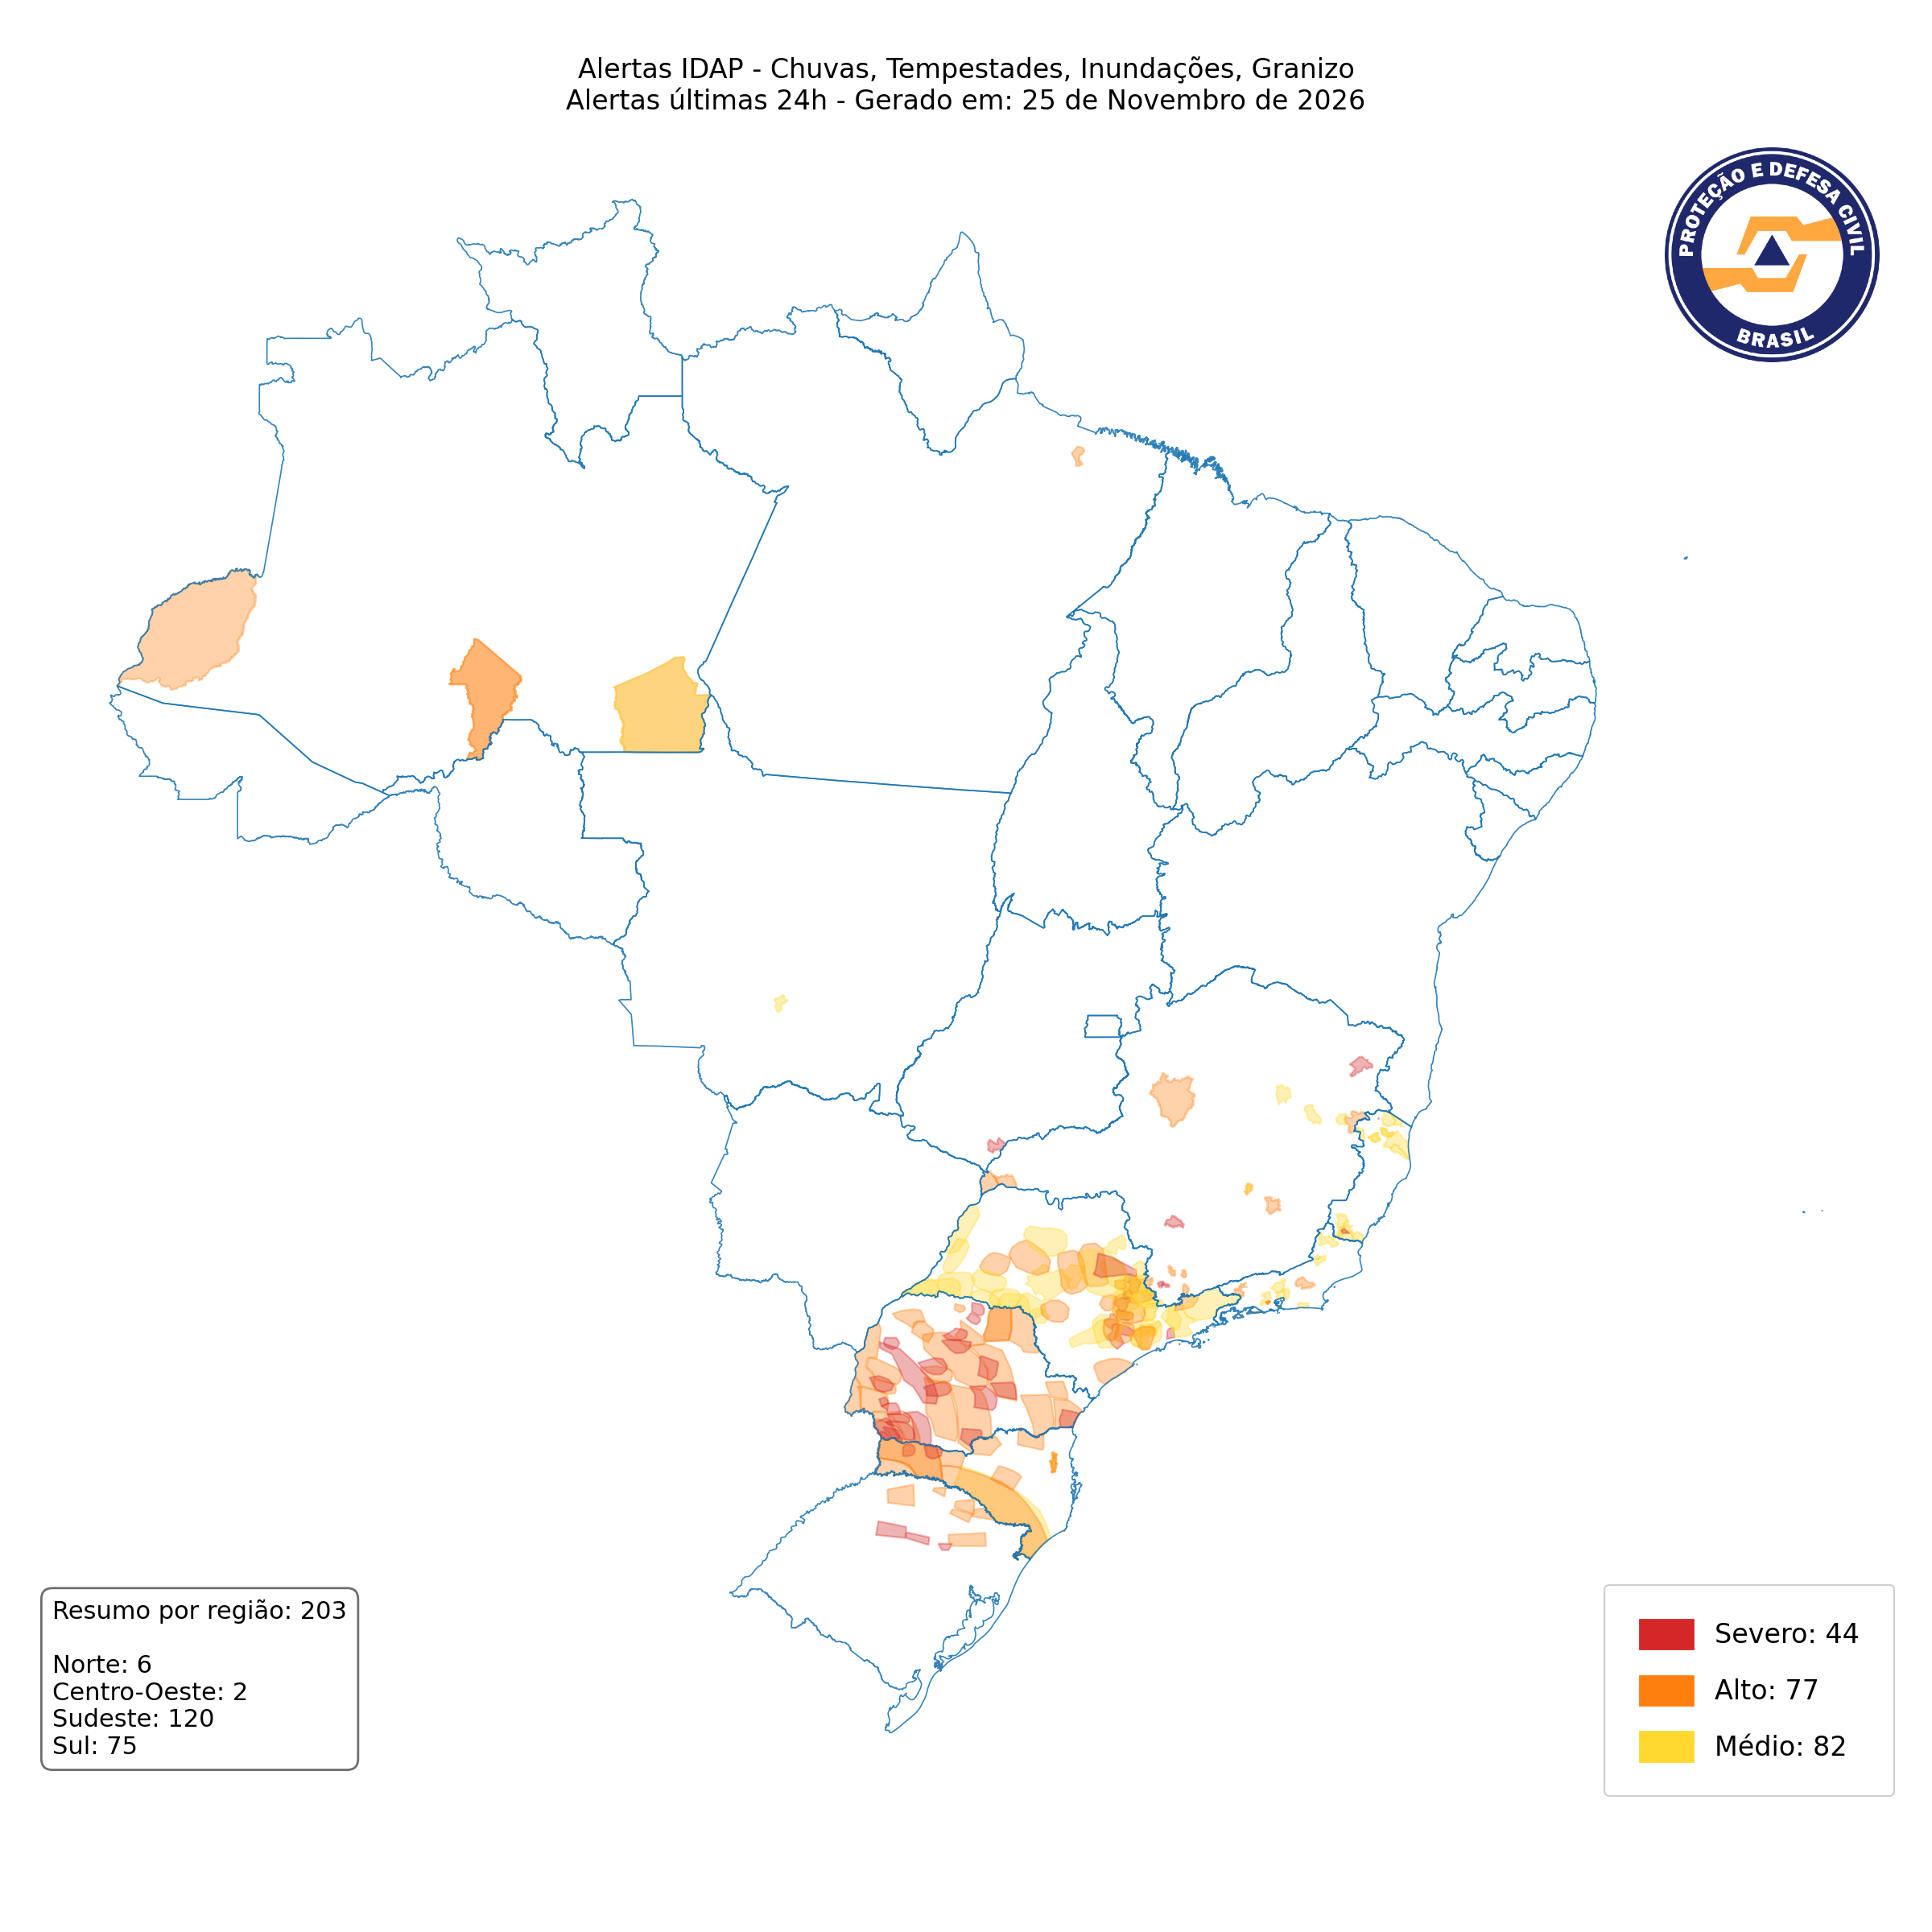 Alertas IDAP - Chuvas, Tempestades, Inundações, Granizo
Alertas últimas 24h - Gerado em: 25 de Novembro de 2026
PROTEÇÃO E DEFESA CIVIL
BRASIL
Resumo por região: 203
Norte: 6
Centro-Oeste: 2
Sudeste: 120
Sul: 75
Severo: 44
Alto: 77
Médio: 82